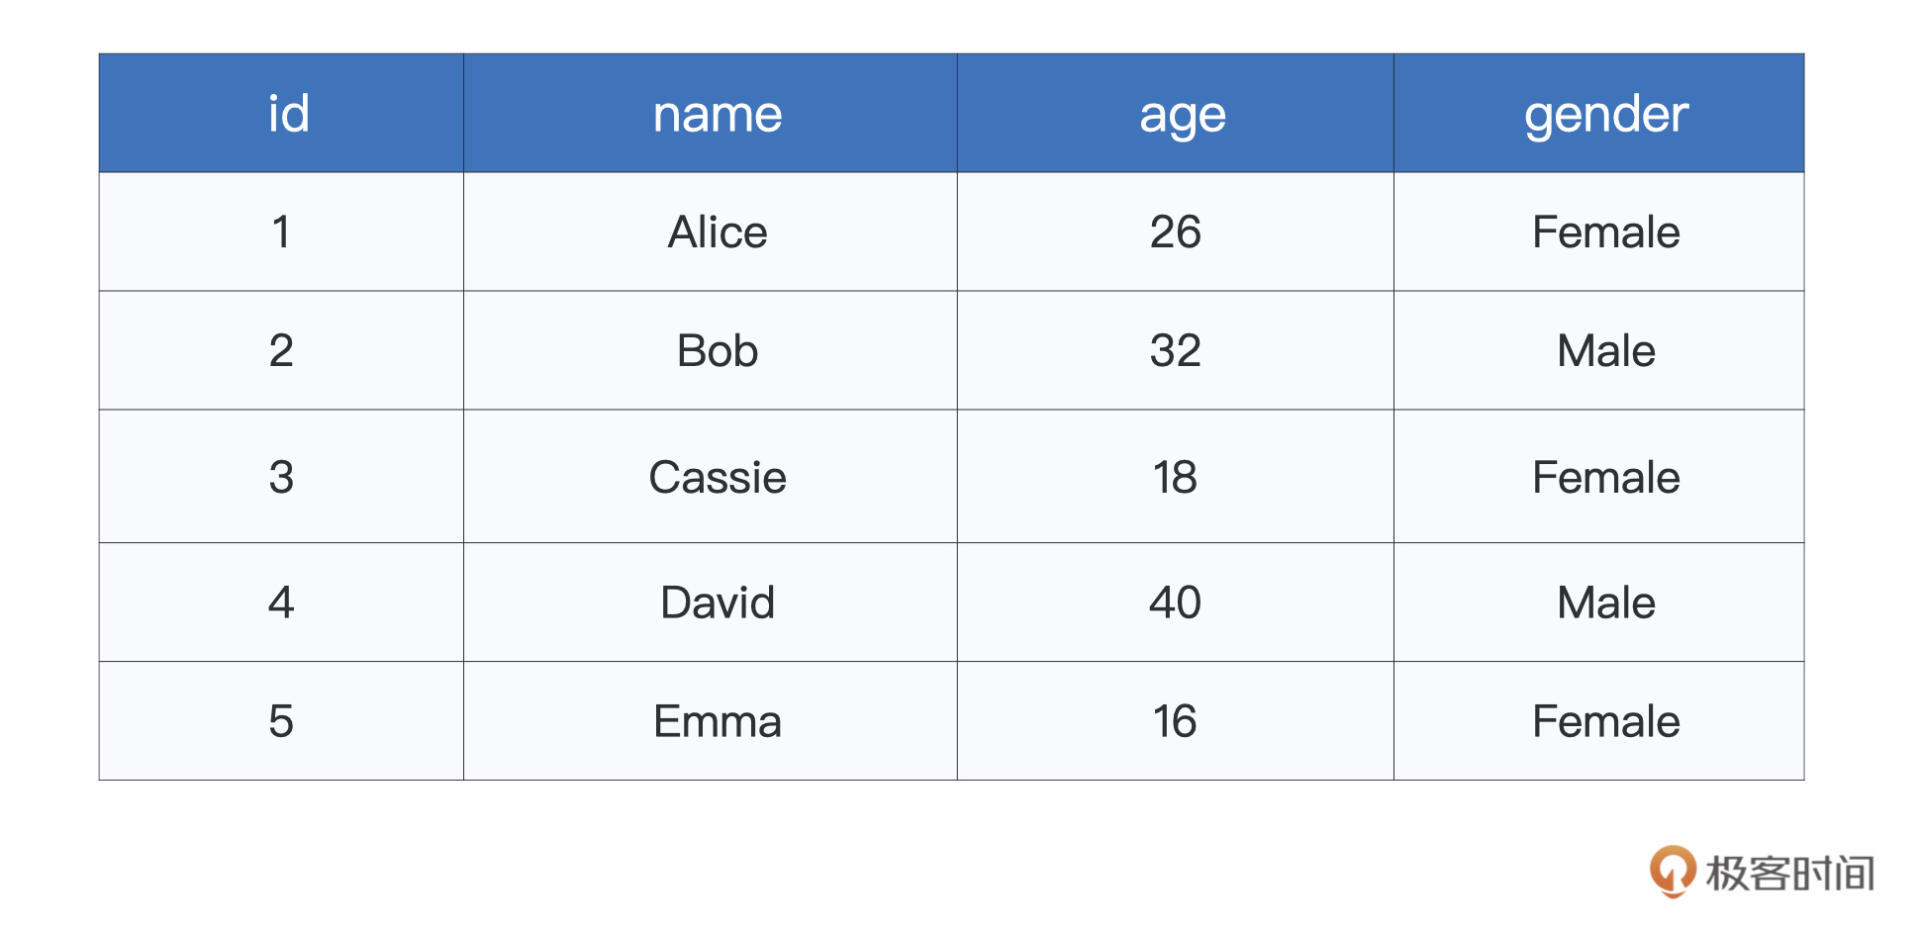 id name age gender
1 Alice 26 Female
2 Bob 32 Male
3 Cassie 18 Female
4 David 40 Male
5 Emma 16 Female
极客时间